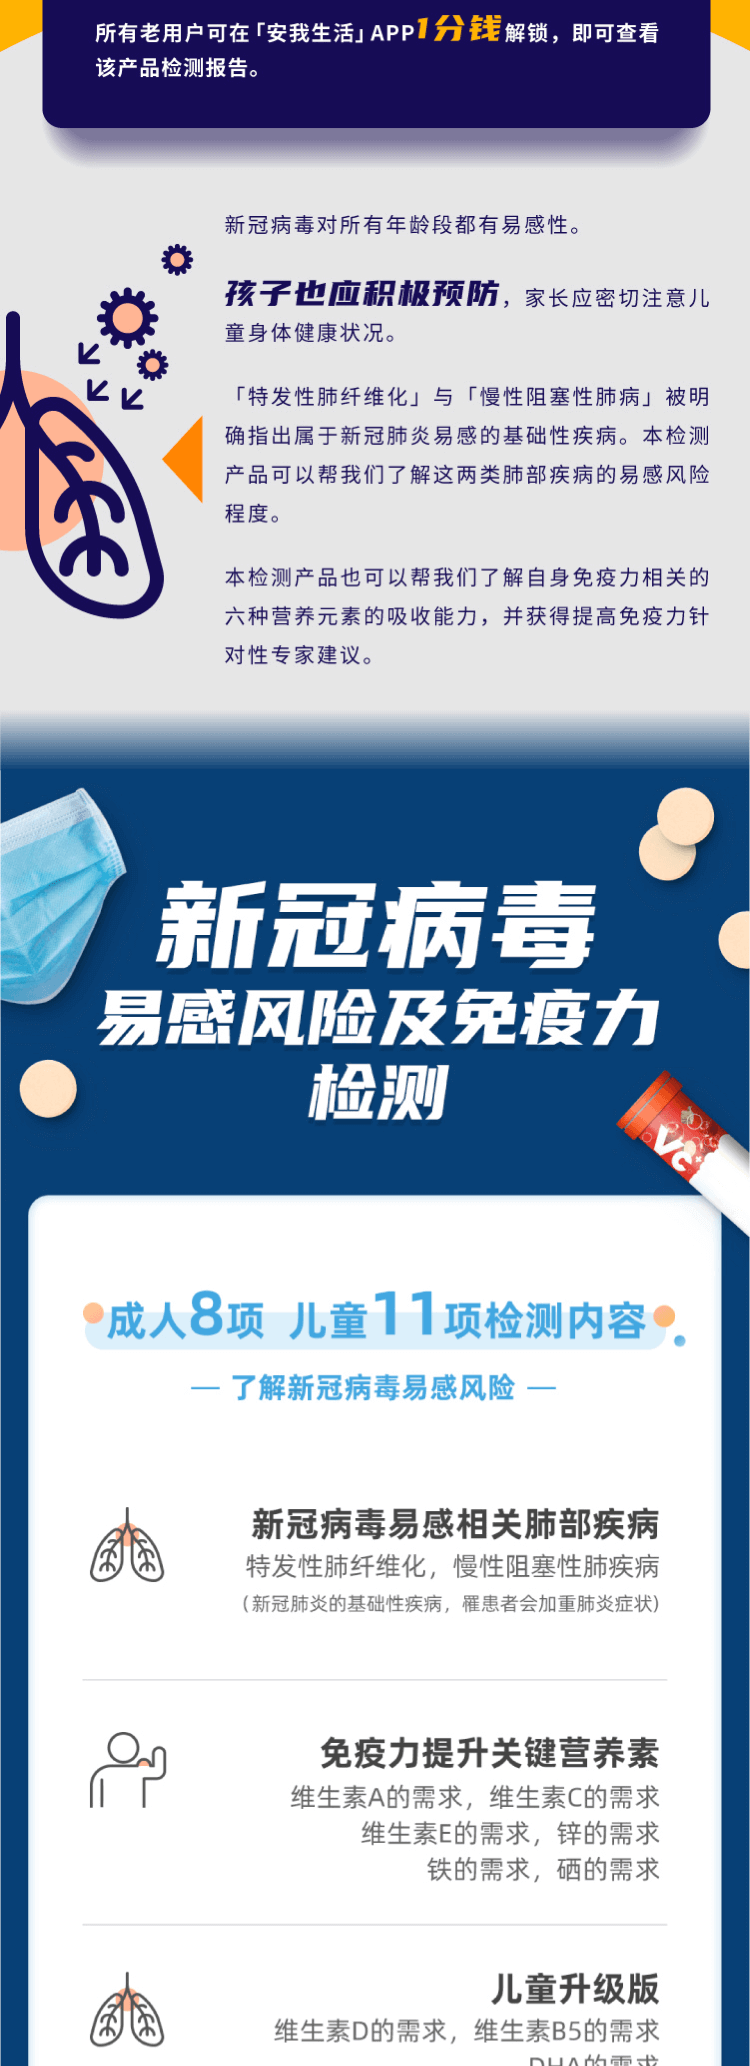 所有老用户可在「安我生活」APP1分钱解锁，即可查看
该产品检测报告。
新冠病毒对所有年龄段都有易感性。
孩子也应积极预防，家长应密切注意儿
童身体健康状况。
「特发性肺纤维化」与「慢性阻塞性肺病」被明
确指出属于新冠肺炎易感的基础性疾病。本检测
产品可以帮我们了解这两类肺部疾病的易感风险
程度。
本检测产品也可以帮我们了解自身免疫力相关的
六种营养元素的吸收能力，并获得提高免疫力针
对性专家建议。
新冠病毒
易感风险及免疫力
检测
VC
成人8项 儿童11项检测内容
— 了解新冠病毒易感风险 —
新冠病毒易感相关肺部疾病
特发性肺纤维化，慢性阻塞性肺疾病
（新冠肺炎的基础性疾病，罹患者会加重肺炎症状)
免疫力提升关键营养素
维生素A的需求，维生素C的需求
维生素E的需求，锌的需求
铁的需求，硒的需求
儿童升级版
维生素D的需求，维生素B5的需求
DHA的需求